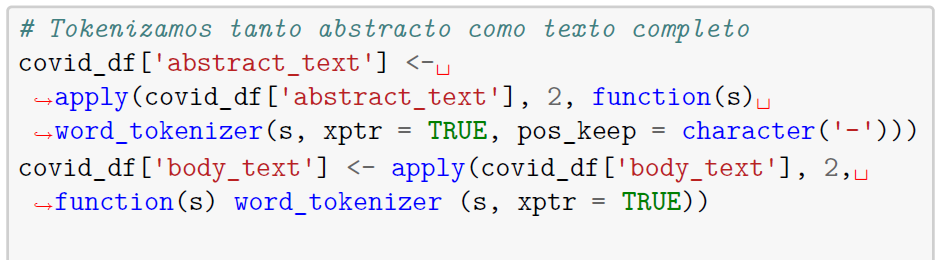 # Tokenizamos tanto abstracto como texto completo
covid_df['abstract_text'] <-␣
↪apply(covid_df['abstract_text'], 2, function(s)␣
↪word_tokenizer(s, xptr = TRUE, pos_keep = character('-')))
covid_df['body_text'] <- apply(covid_df['body_text'], 2,␣
↪function(s) word_tokenizer (s, xptr = TRUE))